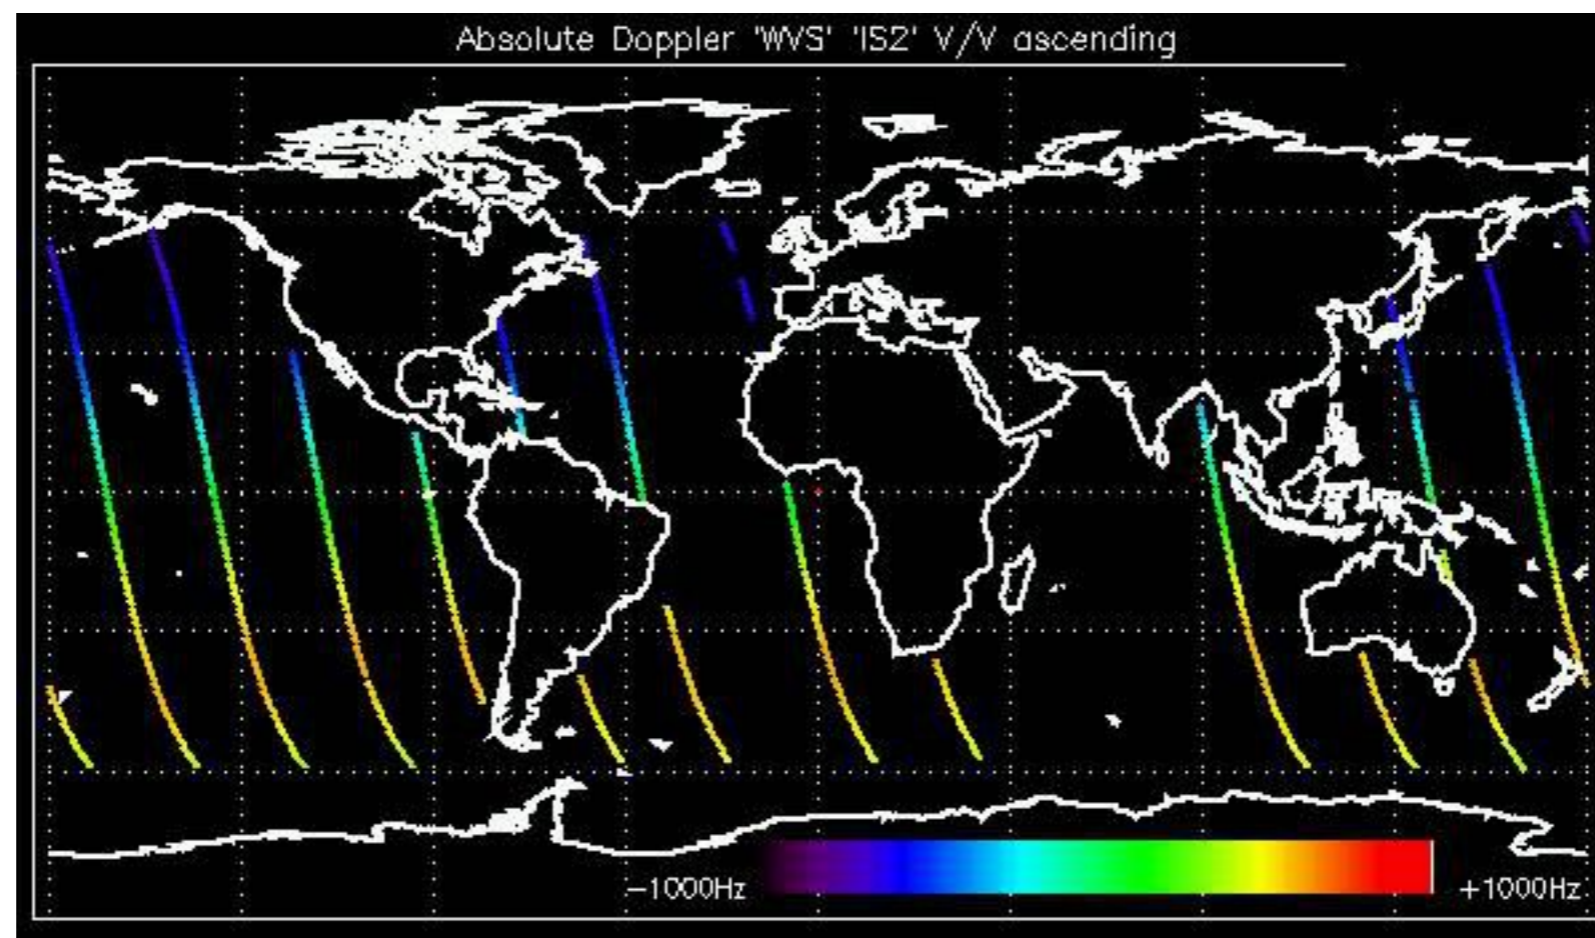 Absolute Doppler 'WVS' 'IS2' V/V ascending
−1000Hz +1000Hz